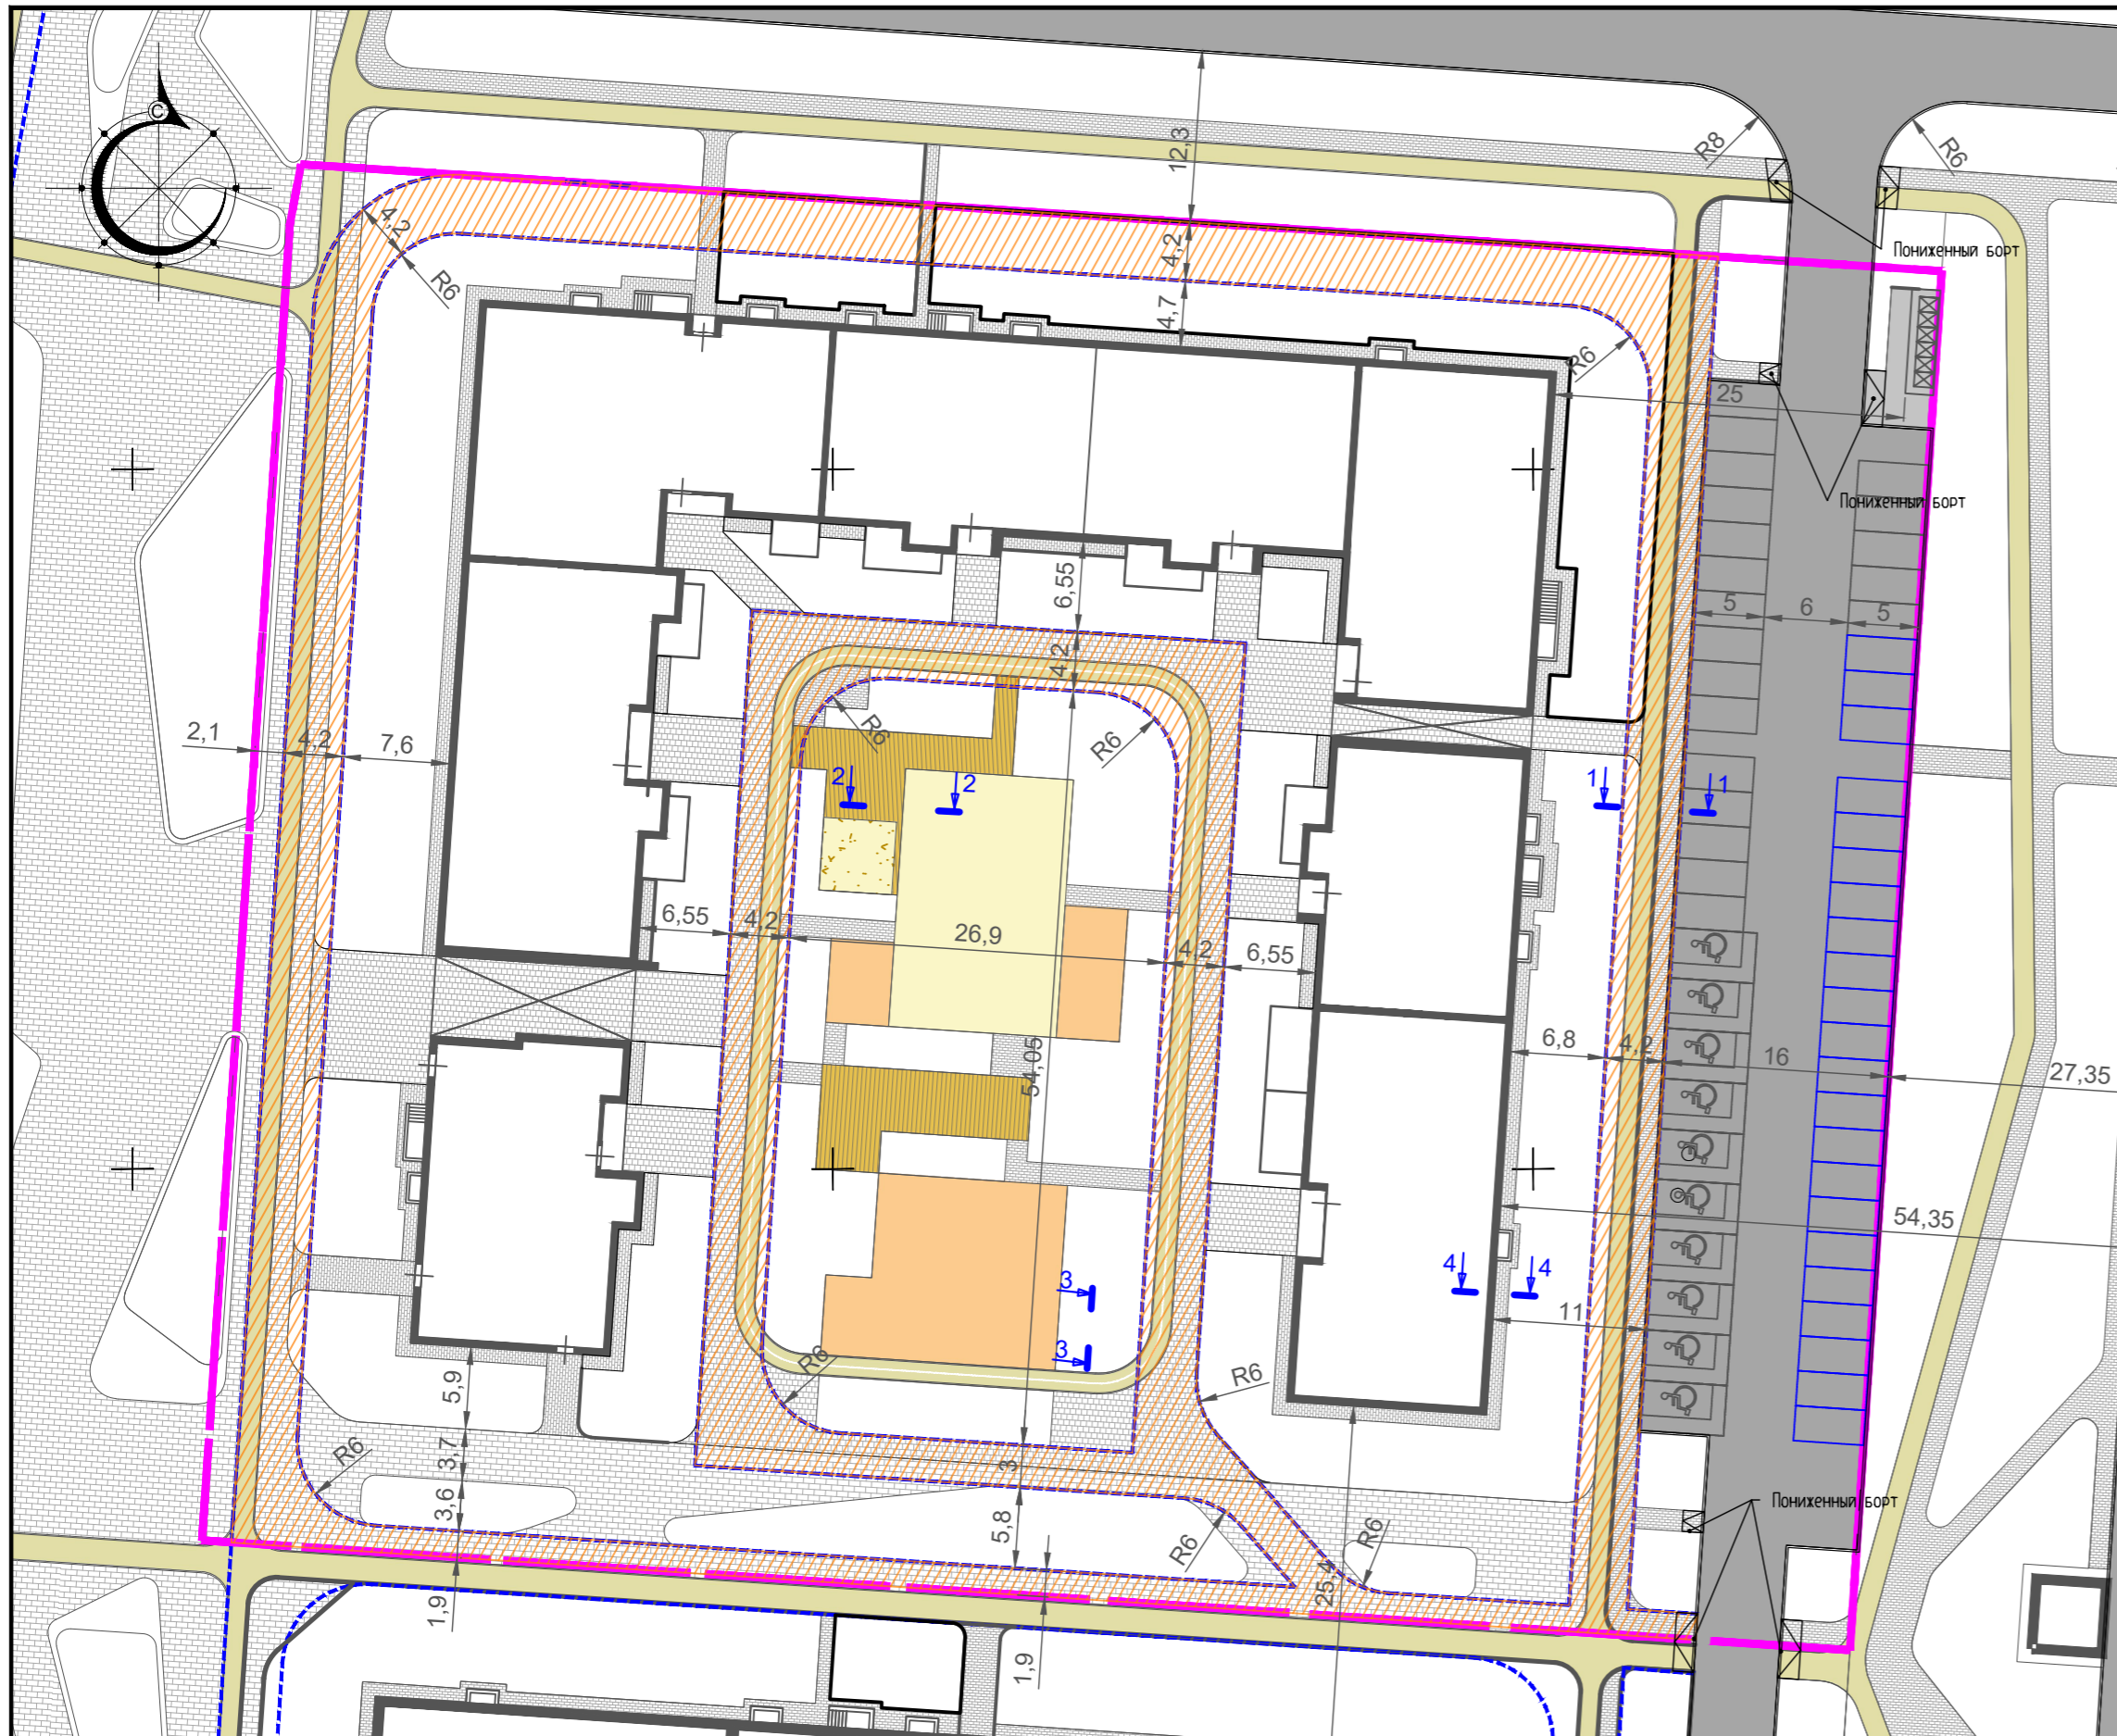 С
12,3
R8
R6
4,2
R6
4,2
4,7
Пониженный борт
R6
25
Пониженный борт
6,55
5
6
5
4,2
2,1
4,2
7,6
R6
R6
2
2
1
1
6,55
4,2
26,9
4,2
6,55
54,05
6,8
4,2
16
27,35
54,35
3
4
4
11
3
R6
5,9
R6
R6
3,7
3
3,6
5,8
R6
R6
25,4
Пониженный борт
1,9
1,9